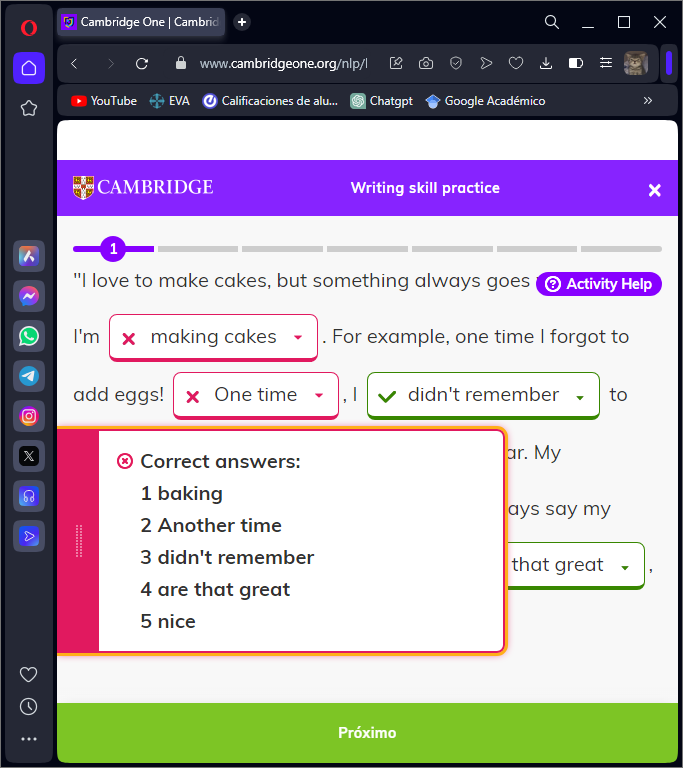 Cambridge One | Cambrid
www.cambridgeone.org/nlp/l
YouTube
EVA
Calificaciones de alu...
Chatgpt
Google Académico
»
CAMBRIDGE
Writing skill practice
1
"I love to make cakes, but something always goes
Activity Help
I'm making cakes . For example, one time I forgot to
add eggs! One time , I didn't remember to
ar. My
ays say my
that great ,
Correct answers:
1 baking
2 Another time
3 didn't remember
4 are that great
5 nice
Próximo